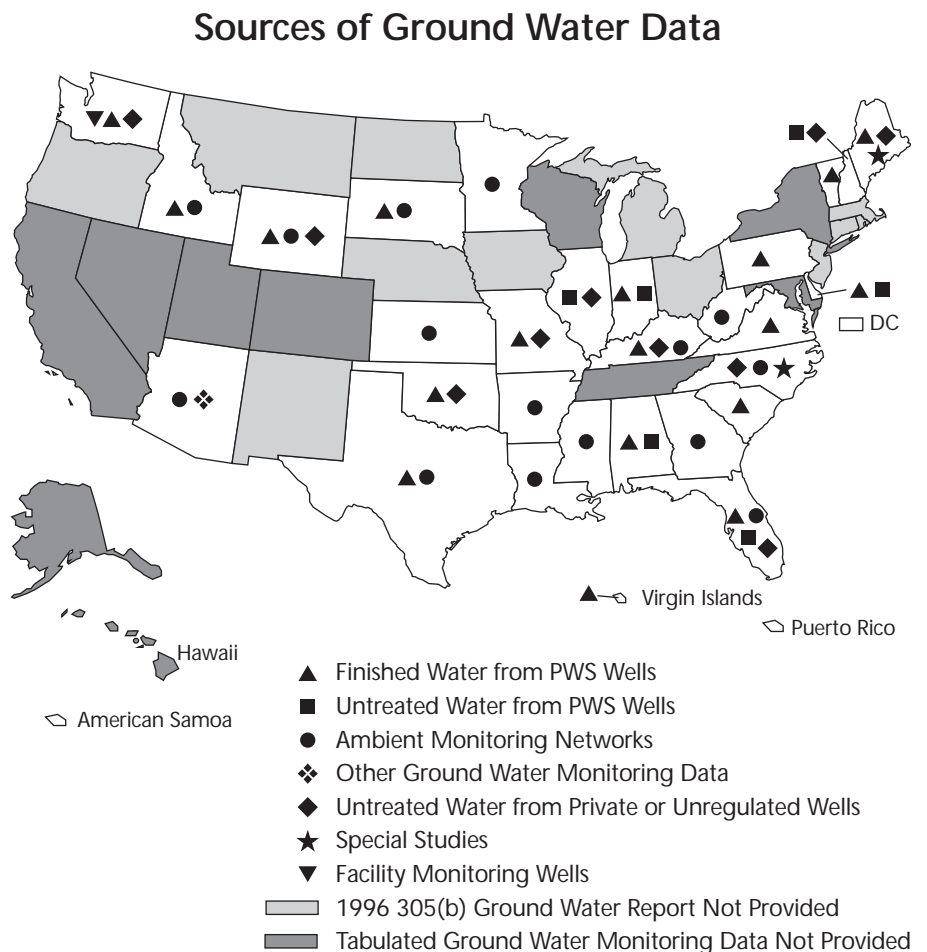 Sources of Ground Water Data
DC
Virgin Islands
Puerto Rico
Hawaii
American Samoa
Finished Water from PWS Wells
Untreated Water from PWS Wells
Ambient Monitoring Networks
Other Ground Water Monitoring Data
Untreated Water from Private or Unregulated Wells
Special Studies
Facility Monitoring Wells
1996 305(b) Ground Water Report Not Provided
Tabulated Ground Water Monitoring Data Not Provided